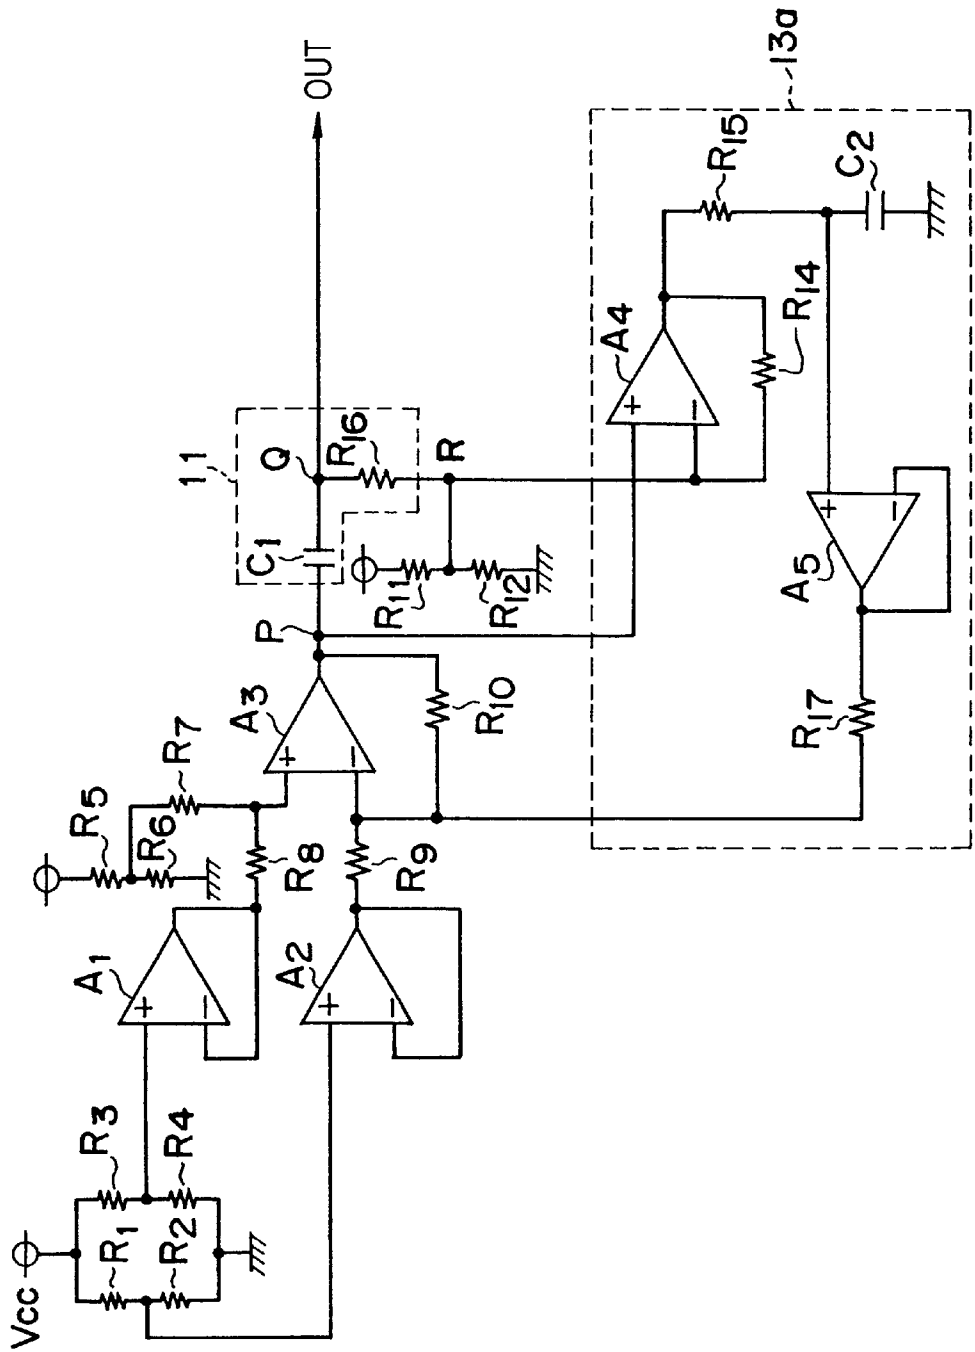 Vcc
R1
R2
R3
R4
A1
+
−
A2
+
−
R5
R6
R7
R8
R9
A3
+
−
R10
P
11
C1
Q
R16
R11
R12
R
OUT
A4
+
−
R14
R15
C2
A5
+
−
R17
13a